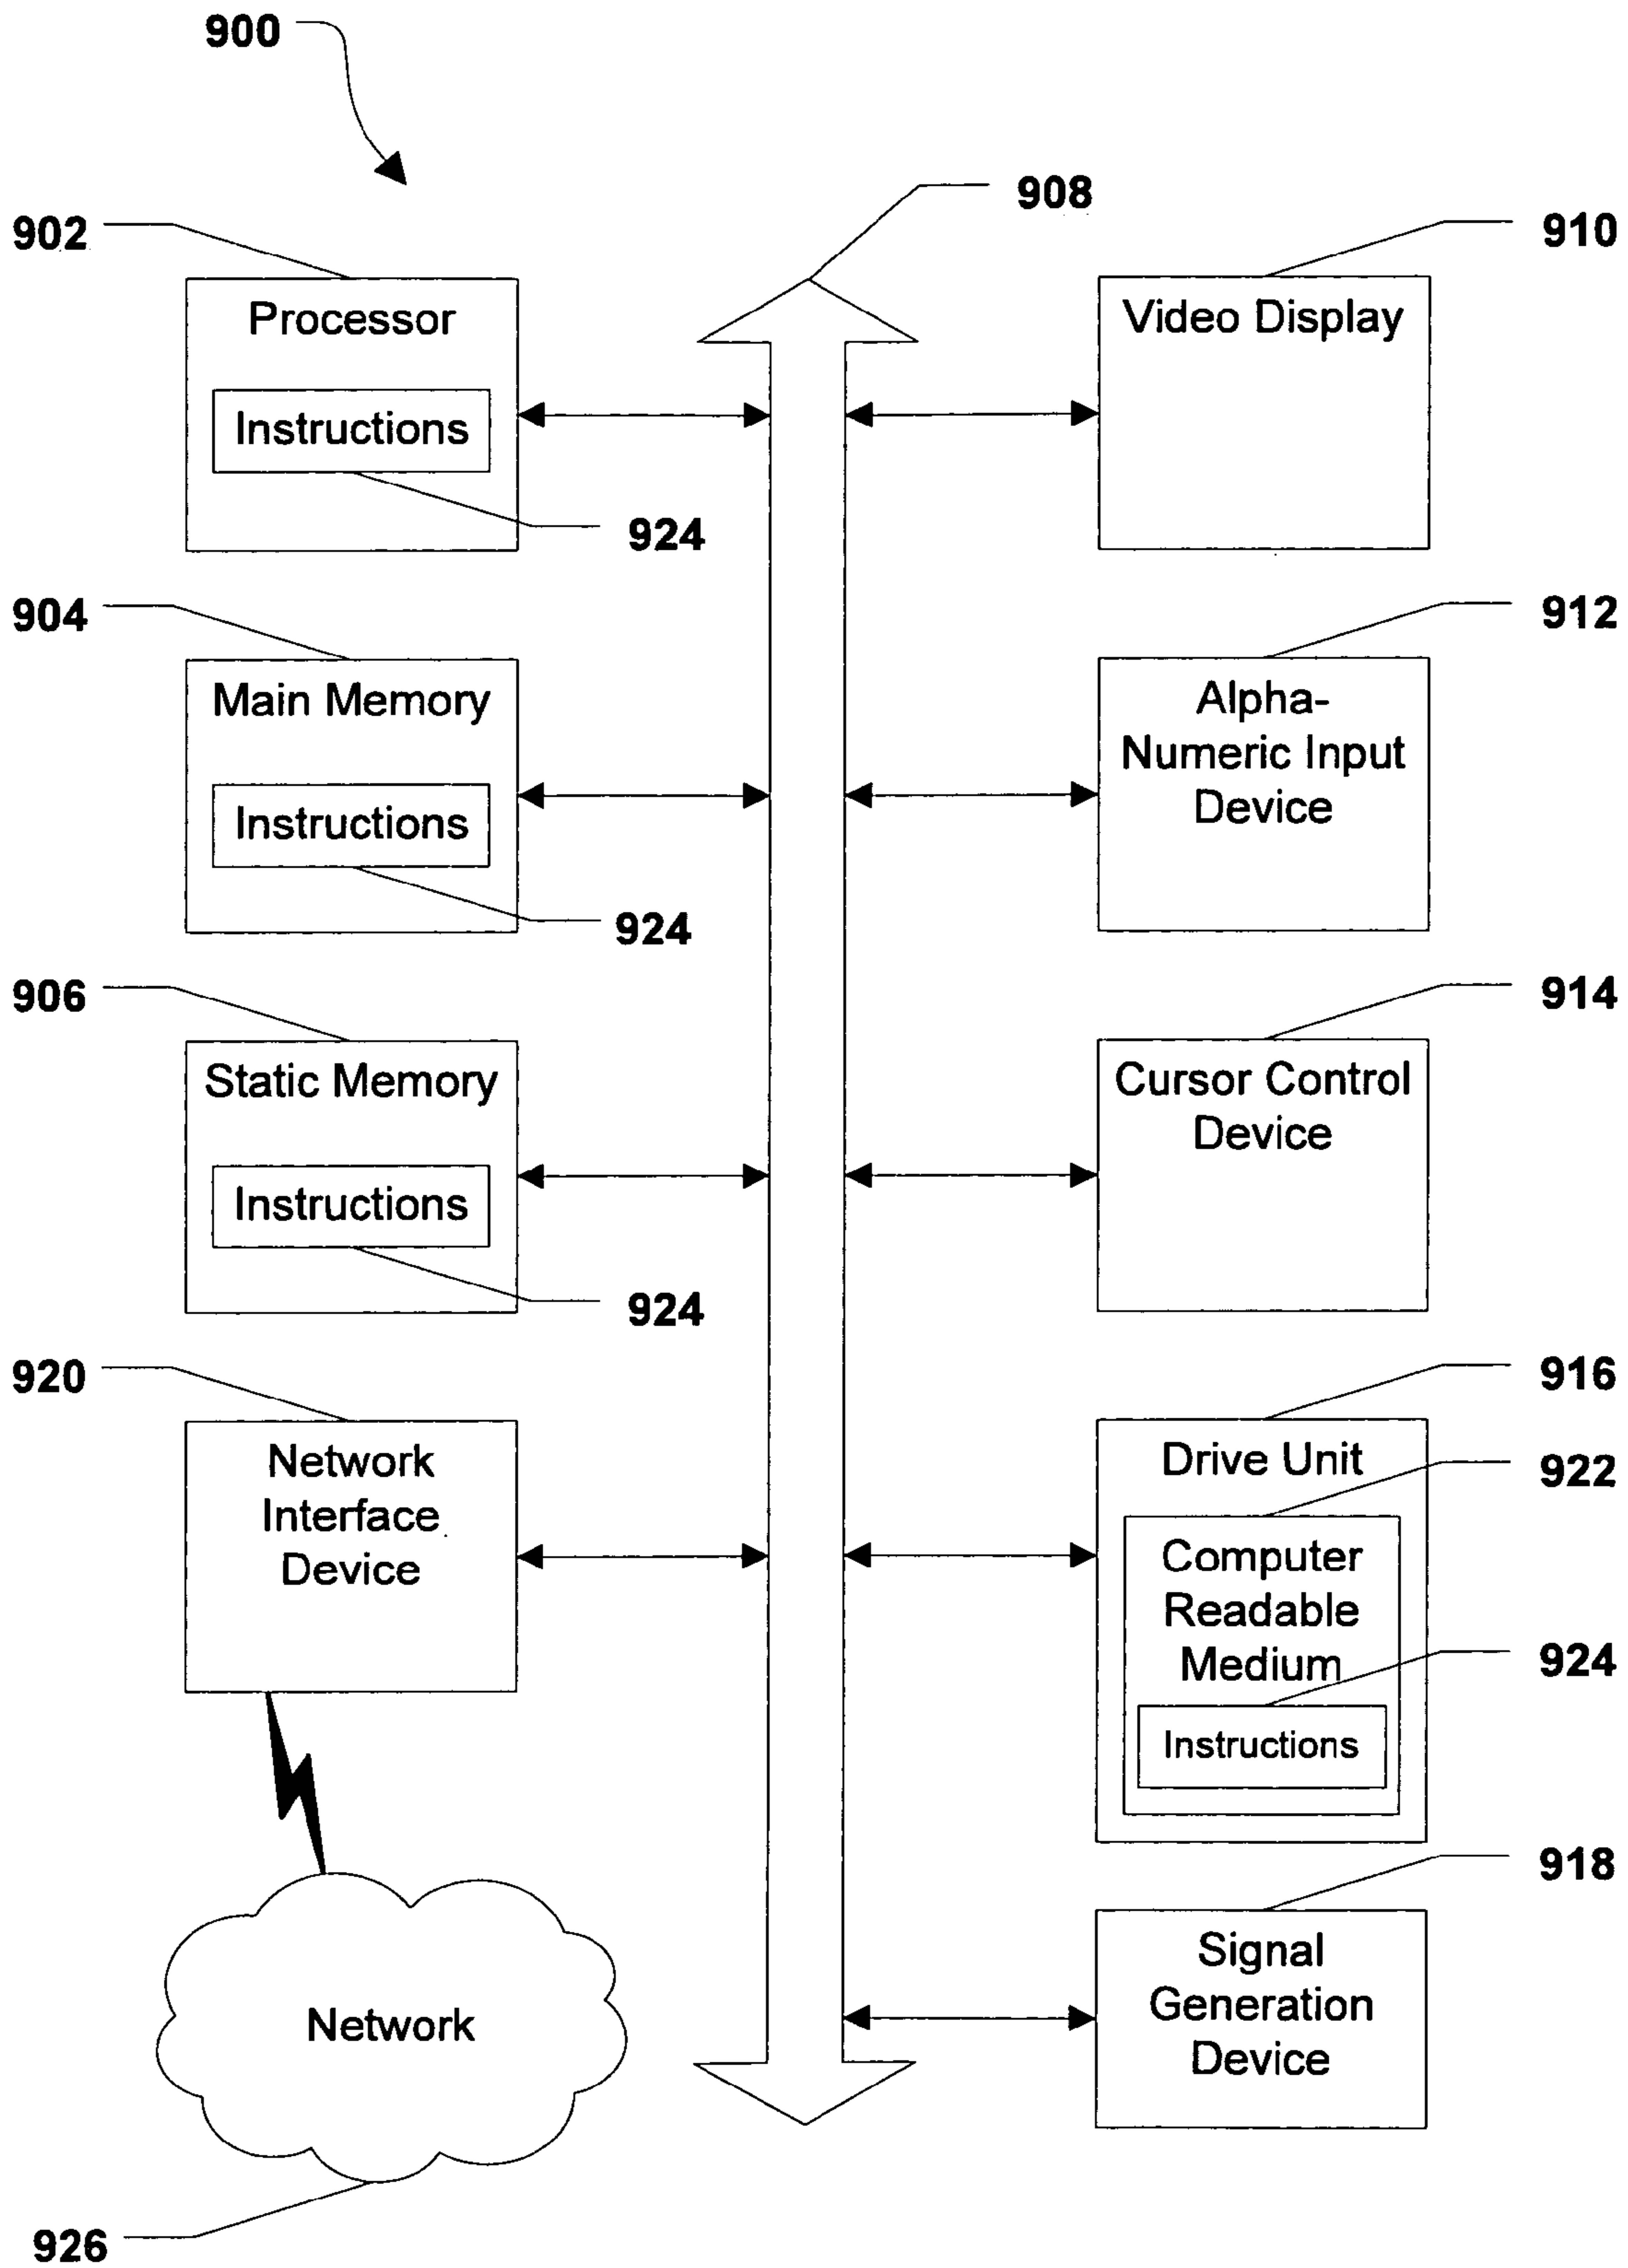 900
908
902
910
Processor
Video Display
Instructions
924
904
912
Main Memory
Alpha-
Numeric Input
Device
Instructions
924
906
914
Static Memory
Cursor Control
Device
Instructions
924
920
916
Network
Interface
Device
Drive Unit
922
Computer
Readable
Medium
924
Instructions
918
Signal
Generation
Device
Network
926